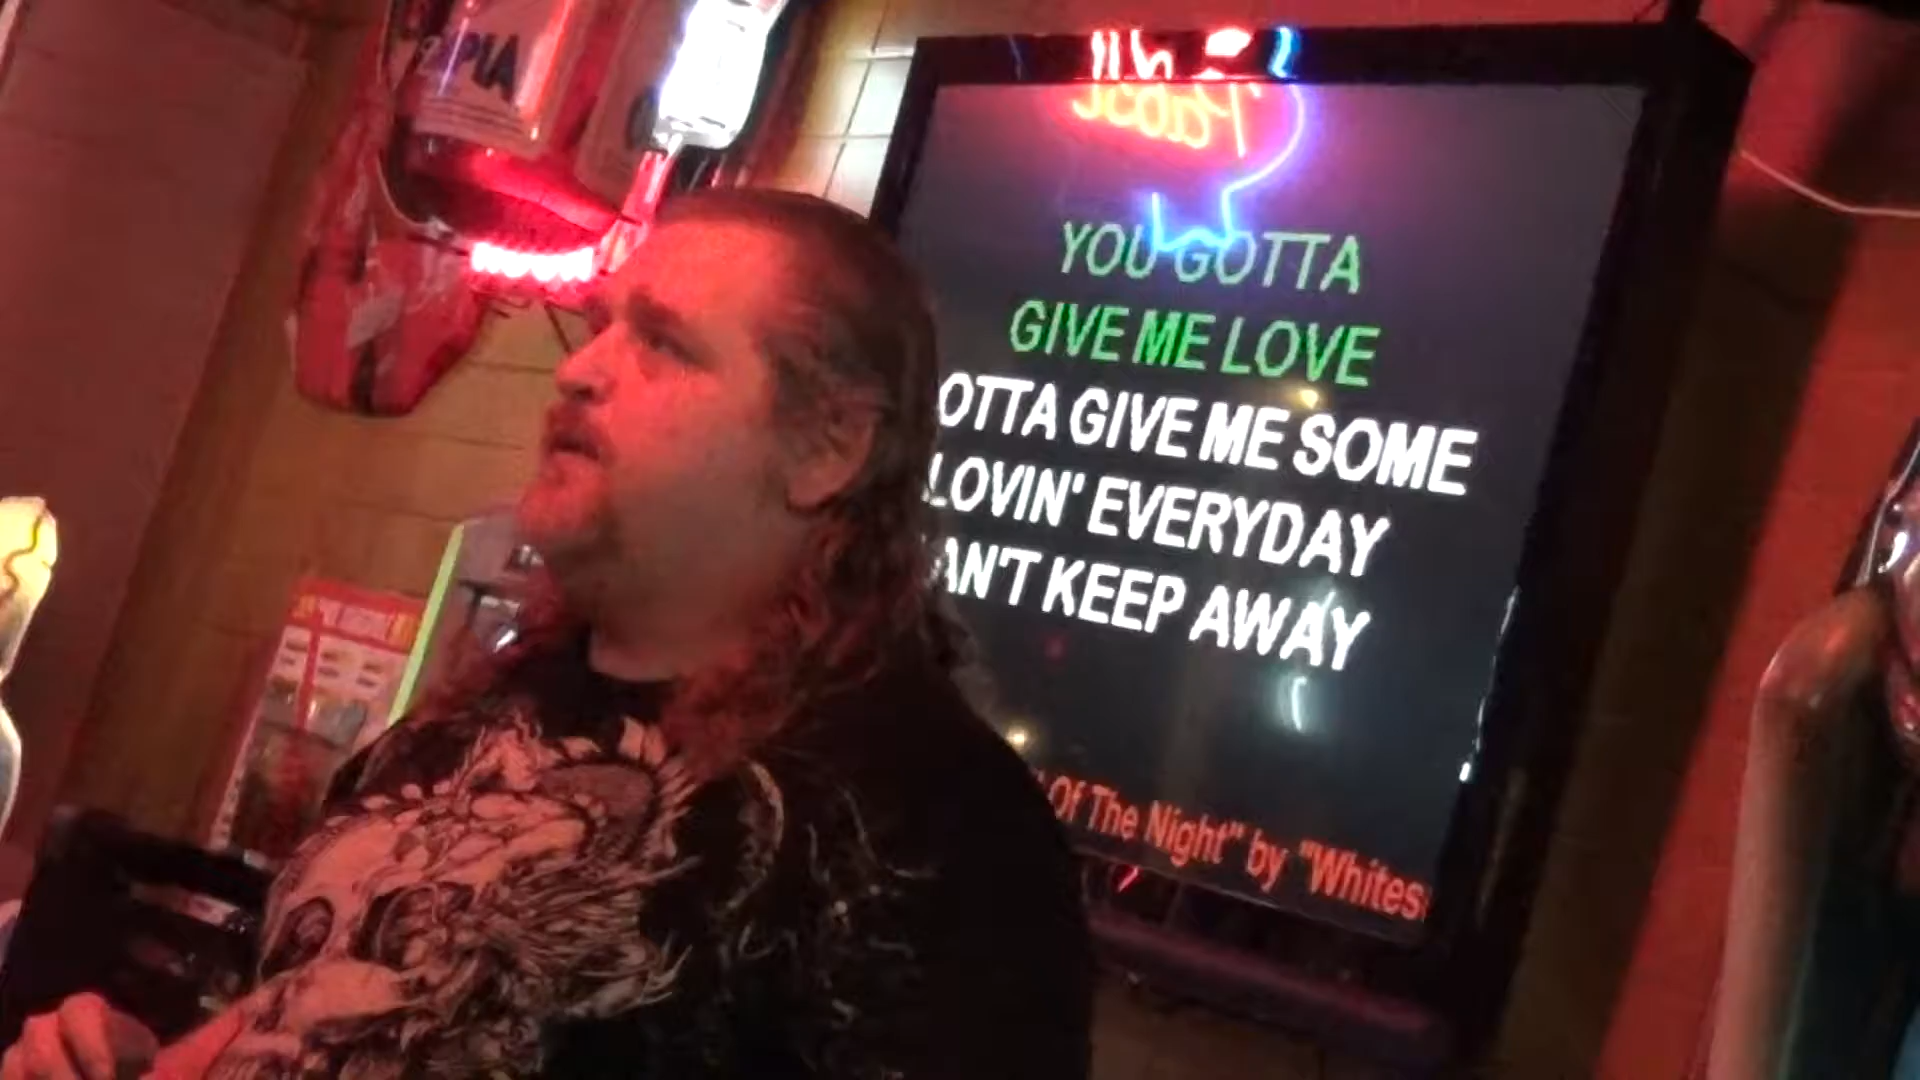 YOU GOTTA
GIVE ME LOVE
OTTA GIVE ME SOME
LOVIN' EVERYDAY
AN'T KEEP AWAY
Of The Night" by "Whites